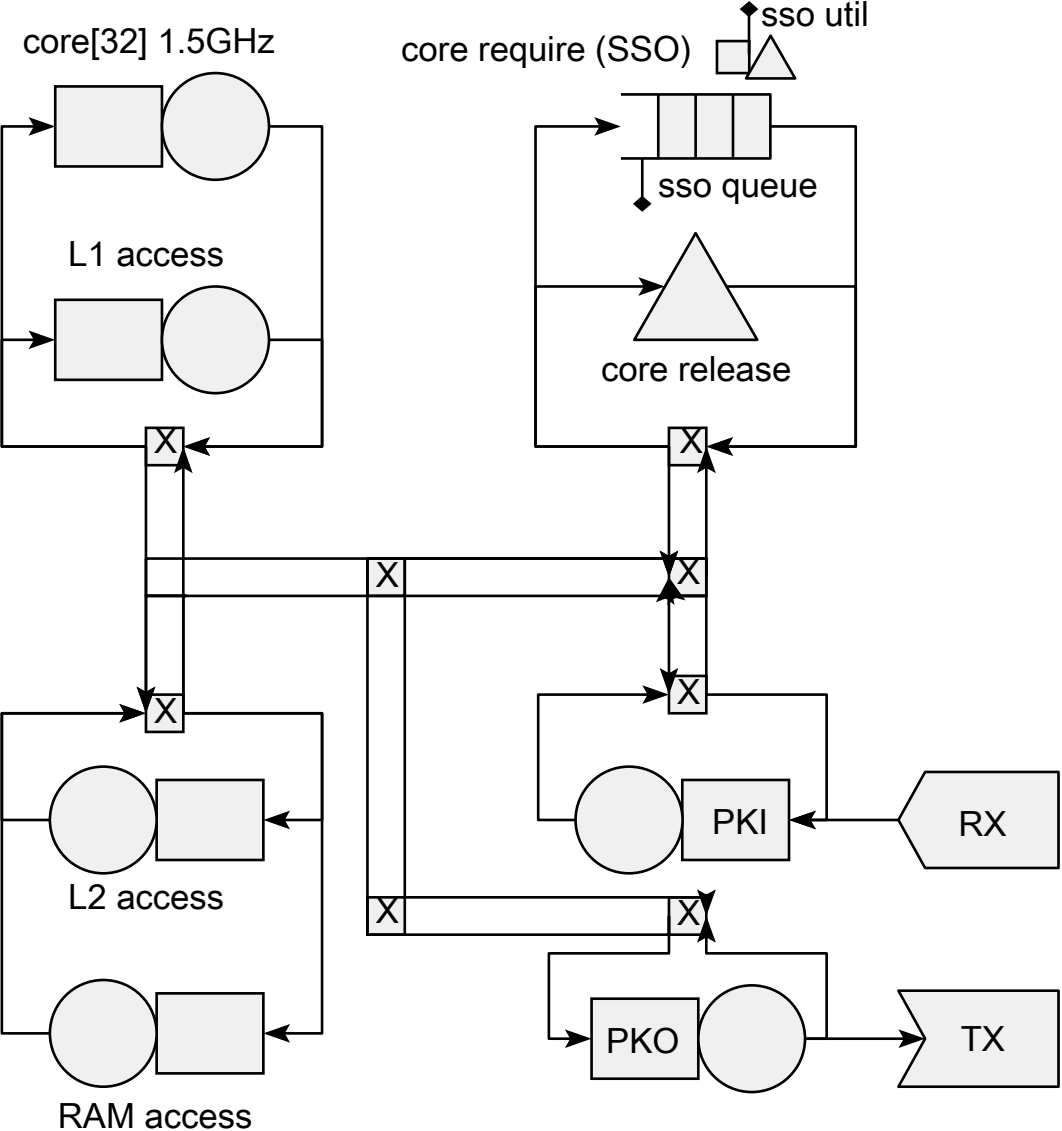 core[32] 1.5GHz
sso util
core require (SSO)
sso queue
L1 access
core release
X
X
X
X
X
X
PKI
RX
L2 access
X
X
PKO
TX
RAM access